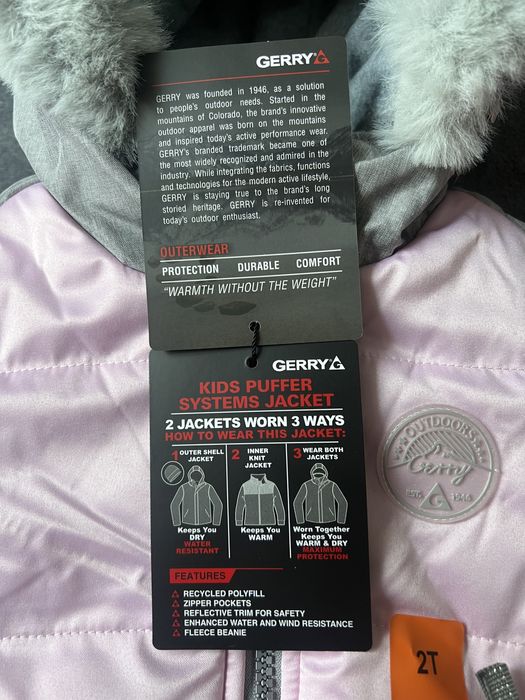 GERRY
GERRY was founded in 1946, as a solution
to people's outdoor needs. Started in the
mountains of Colorado, the brand's innovative
outdoor apparel was born on the mountains
and inspired today's active performance wear.
GERRY's branded trademark became one of
the most widely recognized and admired in the
industry. While integrating the fabrics, functions
and technologies for the modern active lifestyle,
GERRY is staying true to the brand's long
storied heritage. GERRY is re-invented for
today's outdoor enthusiast.
OUTERWEAR
PROTECTION DURABLE COMFORT
"WARMTH WITHOUT THE WEIGHT"
GERRY
KIDS PUFFER
SYSTEMS JACKET
2 JACKETS WORN 3 WAYS
HOW TO WEAR THIS JACKET:
1 OUTER SHELL
JACKET
Keeps You
DRY
WATER
RESISTANT
2 INNER
KNIT
JACKET
Keeps You
WARM
3 WEAR BOTH
JACKETS
Worn Together
Keeps You
WARM & DRY
MAXIMUM
PROTECTION
FEATURES
RECYCLED POLYFILL
ZIPPER POCKETS
REFLECTIVE TRIM FOR SAFETY
ENHANCED WATER AND WIND RESISTANCE
FLEECE BEANIE
OUTDOORS
Gerry
EST. 1946
2T